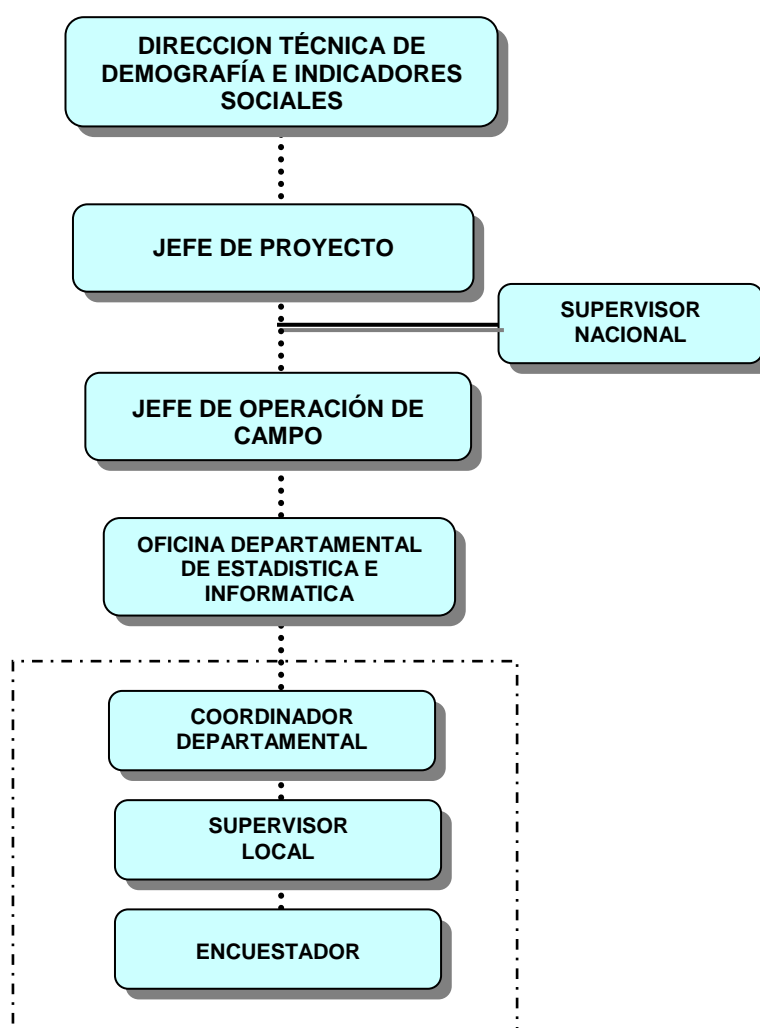 DIRECCION TÉCNICA DE
DEMOGRAFÍA E INDICADORES
SOCIALES
JEFE DE PROYECTO
SUPERVISOR
NACIONAL
JEFE DE OPERACIÓN DE
CAMPO
OFICINA DEPARTAMENTAL
DE ESTADISTICA E
INFORMATICA
COORDINADOR
DEPARTAMENTAL
SUPERVISOR
LOCAL
ENCUESTADOR